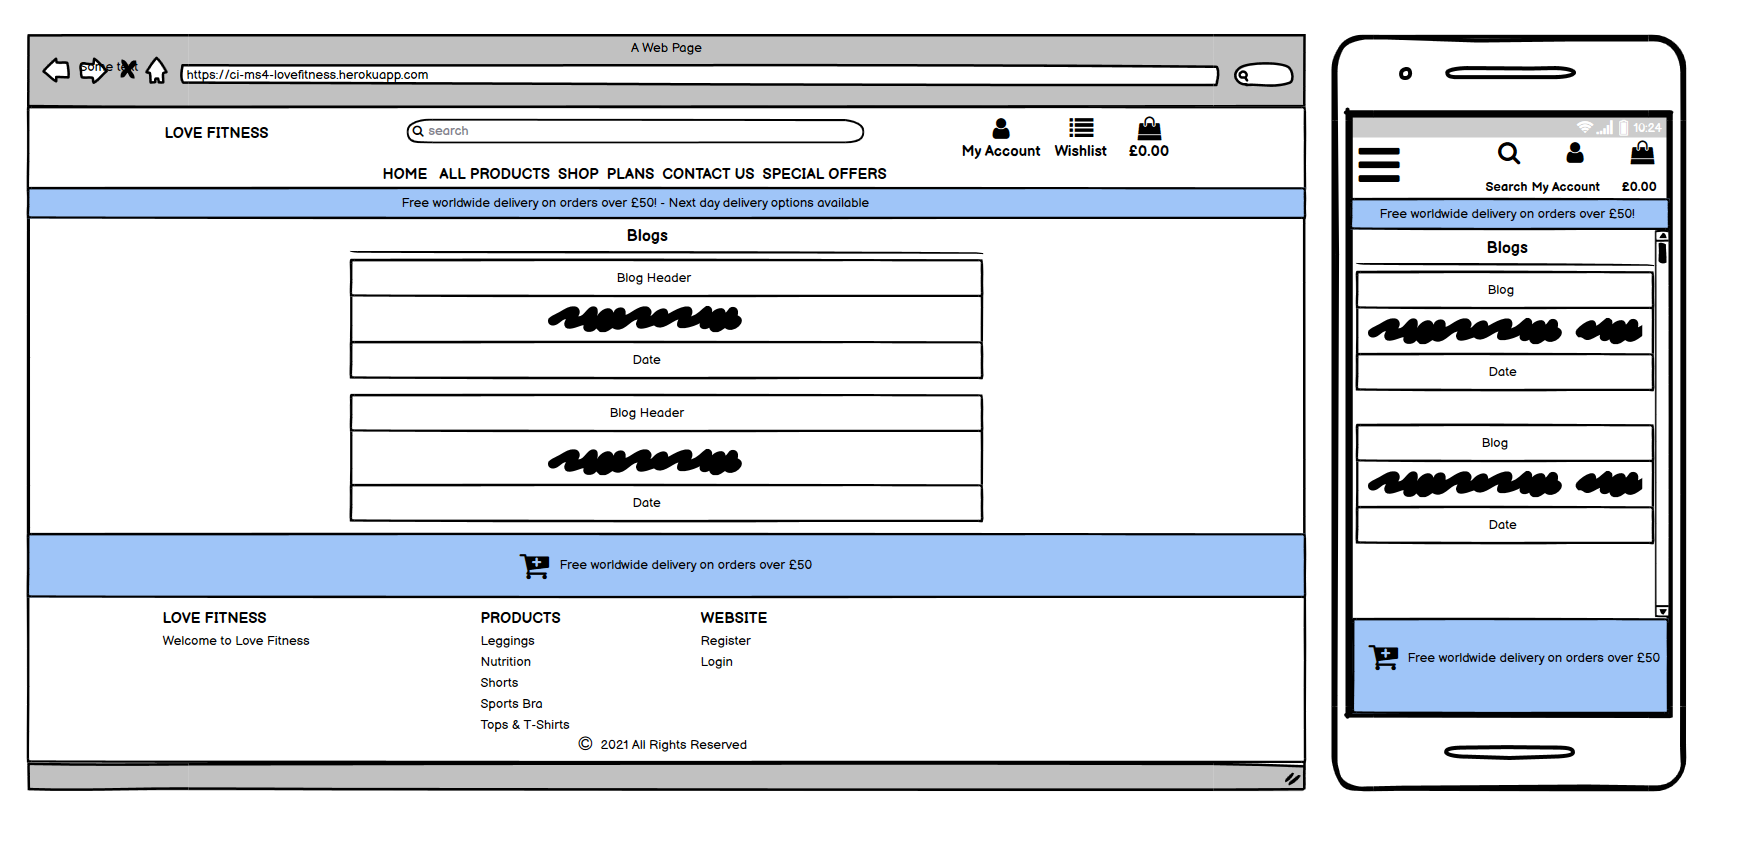 A Web Page
Some text
https://ci-ms4-lovefitness.herokuapp.com
LOVE FITNESS
search
My Account Wishlist £0.00
HOME ALL PRODUCTS SHOP PLANS CONTACT US SPECIAL OFFERS
Free worldwide delivery on orders over £50! - Next day delivery options available
Blogs
Blog Header
Date
Blog Header
Date
Free worldwide delivery on orders over £50
LOVE FITNESS
Welcome to Love Fitness
PRODUCTS
Leggings
Nutrition
Shorts
Sports Bra
Tops & T-Shirts
WEBSITE
Register
Login
© 2021 All Rights Reserved
10:24
Search My Account £0.00
Free worldwide delivery on orders over £50!
Blogs
Blog
Date
Blog
Date
Free worldwide delivery on orders over £50